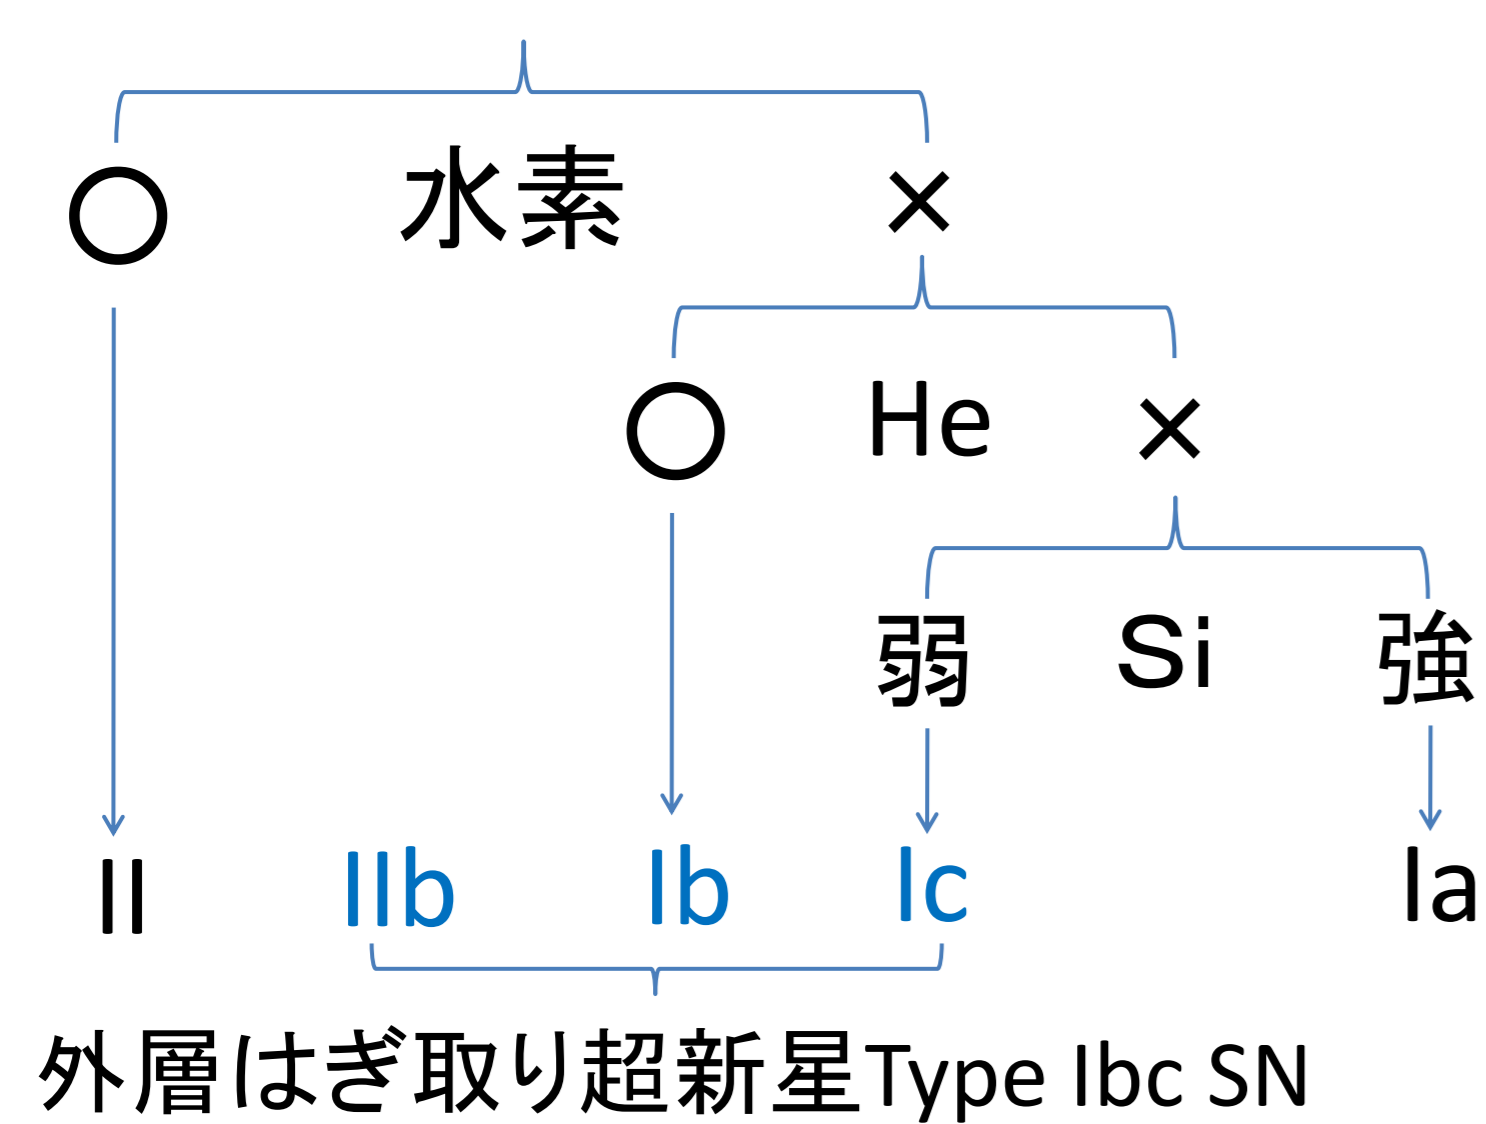 ○ 水素 ×
○ He ×
弱 Si 強
II IIb Ib Ic Ia
外層はぎ取り超新星Type Ibc SN